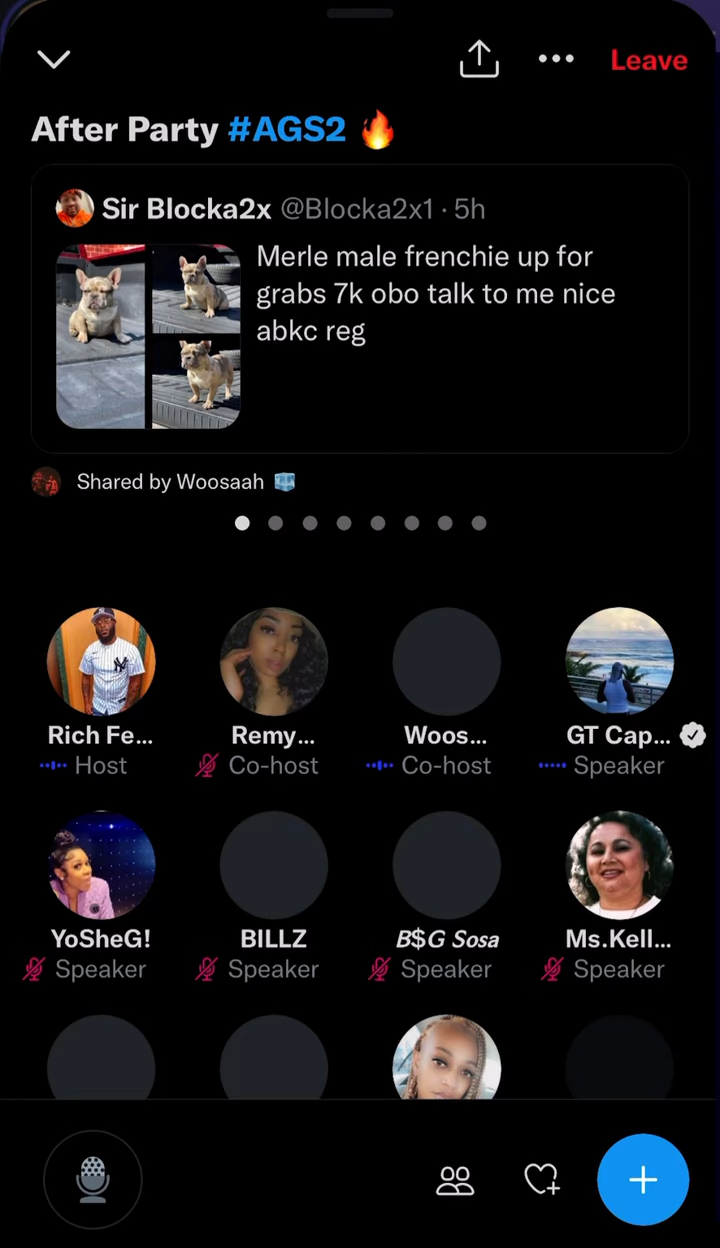 Leave
After Party #AGS2 🔥
Sir Blocka2x @Blocka2x1 · 5h
Merle male frenchie up for
grabs 7k obo talk to me nice
abkc reg
Shared by Woosaah 🧊
Rich Fe... Remy... Woos... GT Cap...
Host Co-host Co-host Speaker
YoSheG! BILLZ B$G Sosa Ms.Kell...
Speaker Speaker Speaker Speaker